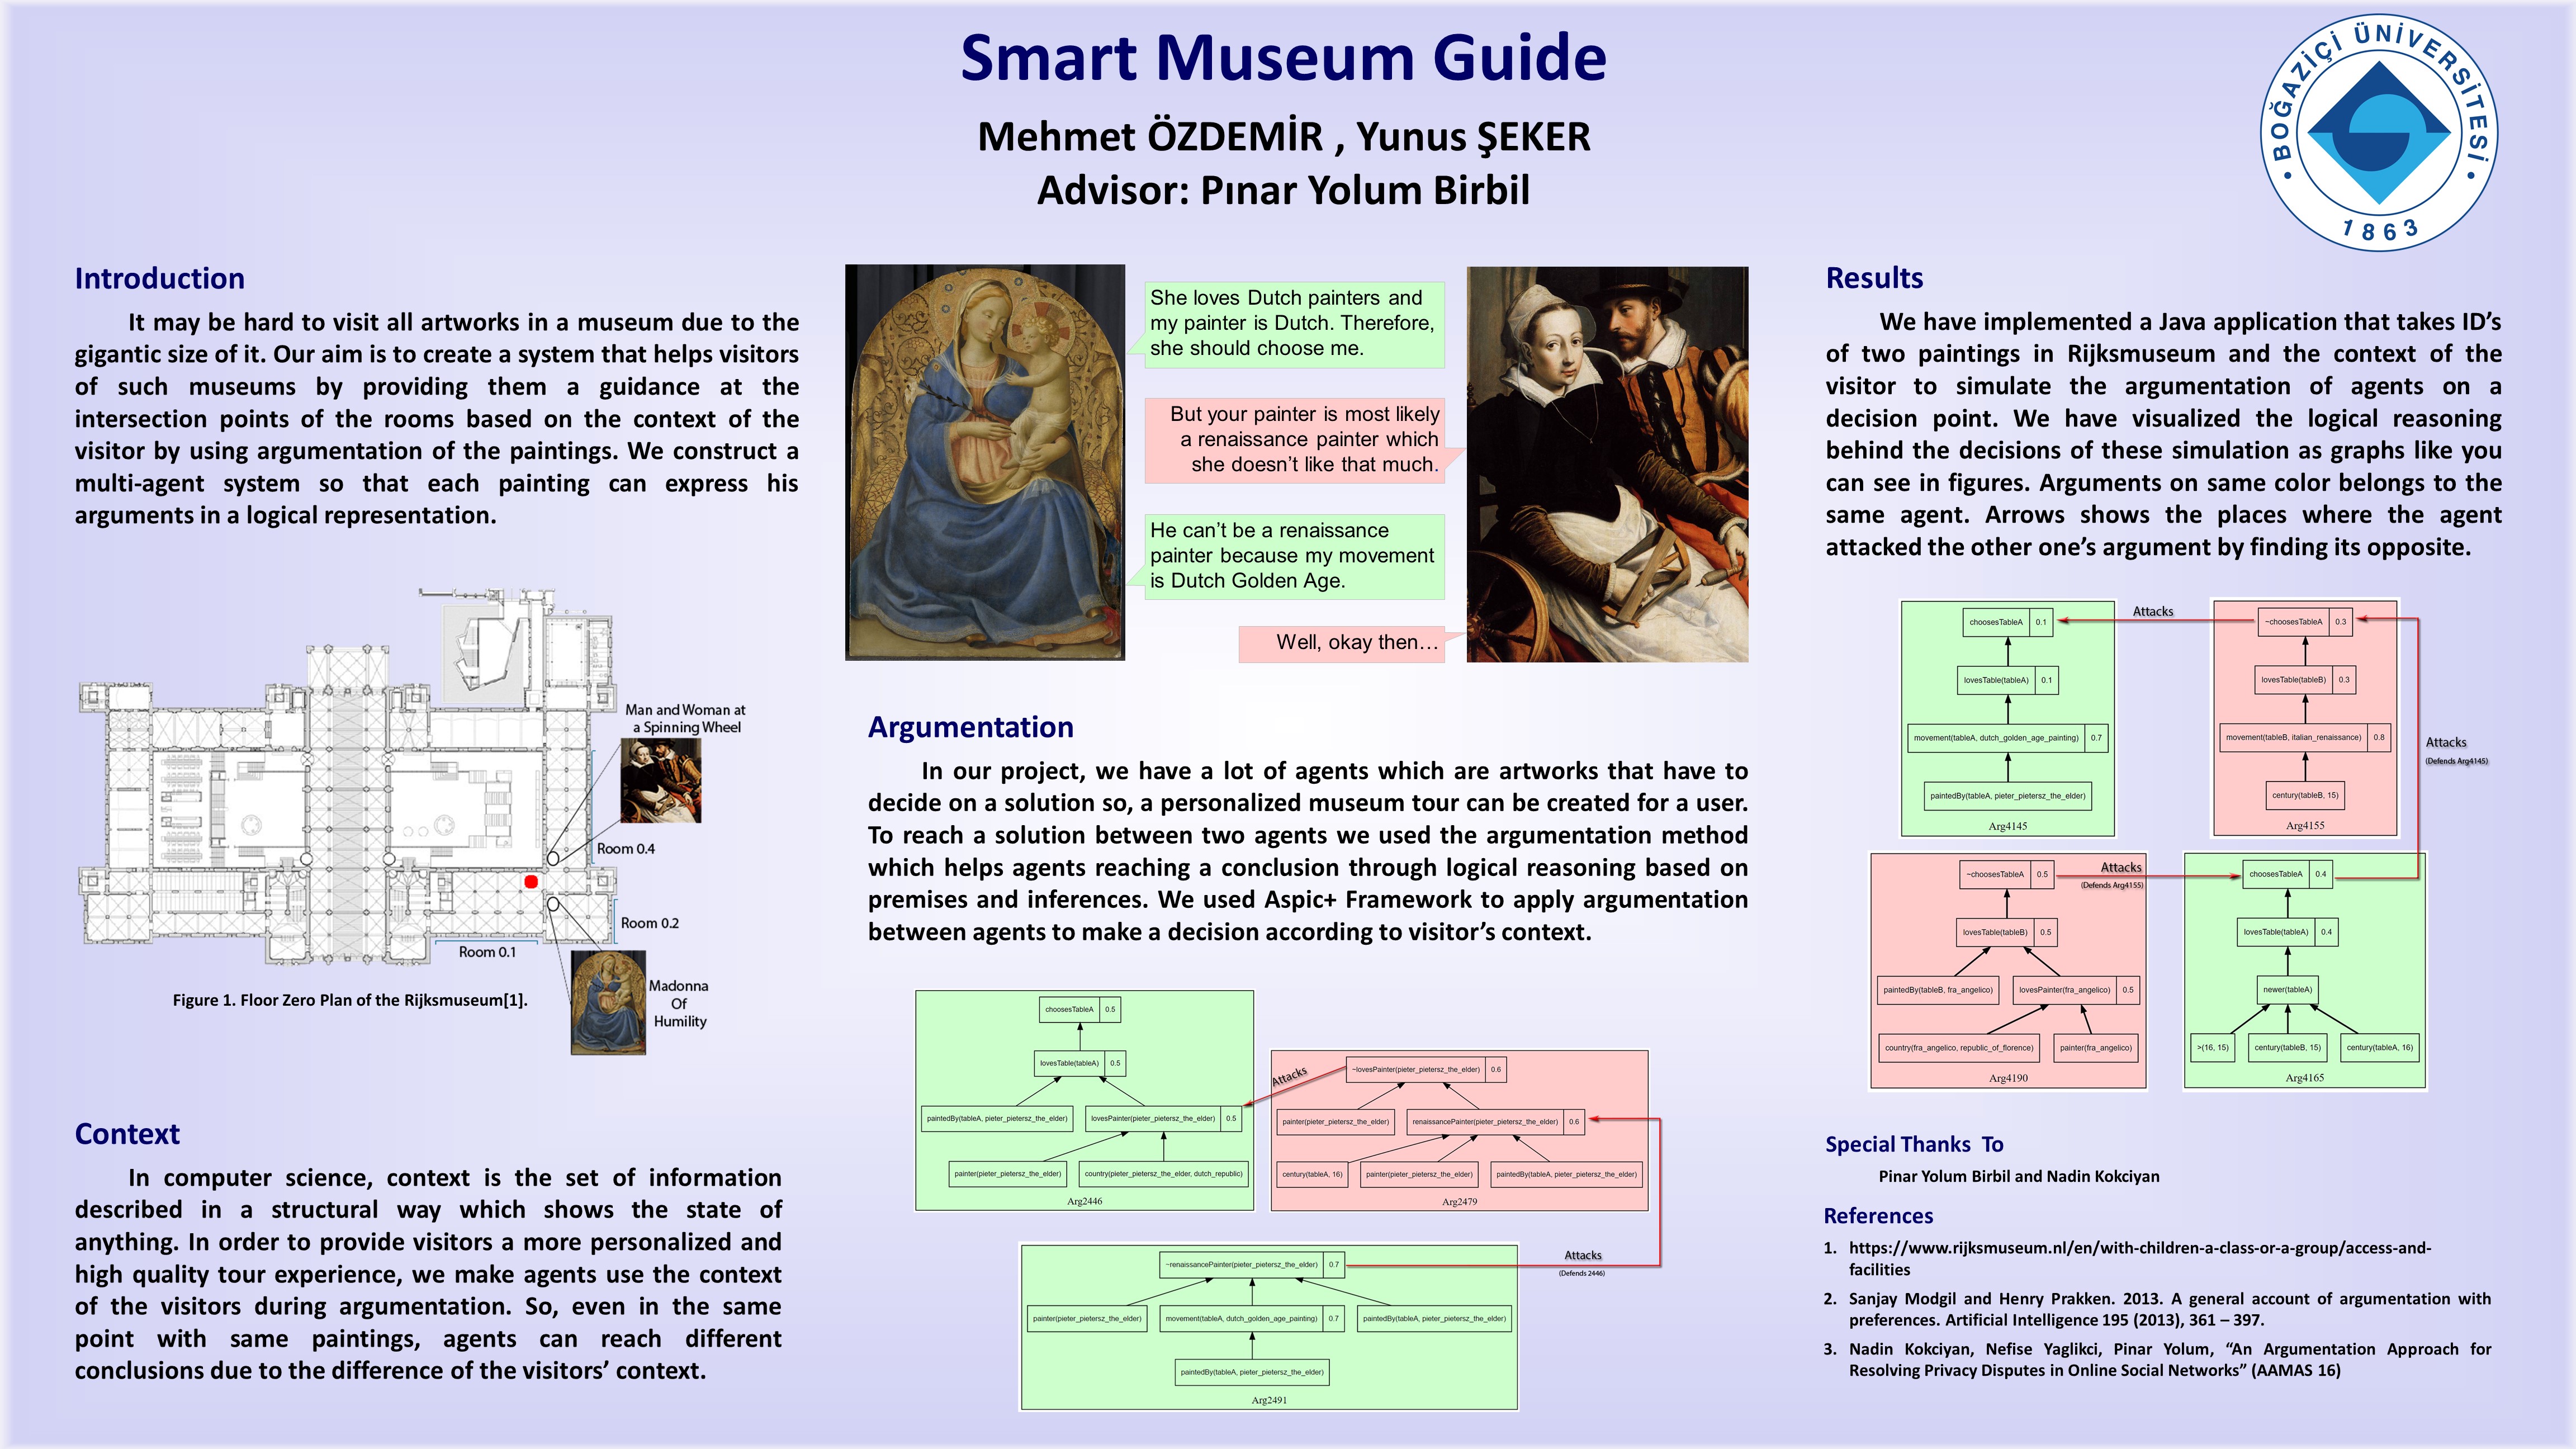 Smart Museum Guide
Mehmet ÖZDEMİR , Yunus ŞEKER
Advisor: Pınar Yolum Birbil
BOĞAZİÇİ ÜNİVERSİTESİ
1863
Introduction
It may be hard to visit all artworks in a museum due to the
gigantic size of it. Our aim is to create a system that helps visitors
of such museums by providing them a guidance at the
intersection points of the rooms based on the context of the
visitor by using argumentation of the paintings. We construct a
multi-agent system so that each painting can express his
arguments in a logical representation.
Man and Woman at
a Spinning Wheel
Room 0.4
Room 0.2
Room 0.1
Madonna
Of
Humility
Figure 1. Floor Zero Plan of the Rijksmuseum[1].
Context
In computer science, context is the set of information
described in a structural way which shows the state of
anything. In order to provide visitors a more personalized and
high quality tour experience, we make agents use the context
of the visitors during argumentation. So, even in the same
point with same paintings, agents can reach different
conclusions due to the difference of the visitors’ context.
She loves Dutch painters and
my painter is Dutch. Therefore,
she should choose me.
But your painter is most likely
a renaissance painter which
she doesn’t like that much.
He can’t be a renaissance
painter because my movement
is Dutch Golden Age.
Well, okay then…
Argumentation
In our project, we have a lot of agents which are artworks that have to
decide on a solution so, a personalized museum tour can be created for a user.
To reach a solution between two agents we used the argumentation method
which helps agents reaching a conclusion through logical reasoning based on
premises and inferences. We used Aspic+ Framework to apply argumentation
between agents to make a decision according to visitor’s context.
choosesTableA 0.5
lovesTable(tableA) 0.5
paintedBy(tableA, pieter_pietersz_the_elder)
lovesPainter(pieter_pietersz_the_elder) 0.5
painter(pieter_pietersz_the_elder)
country(pieter_pietersz_the_elder, dutch_republic)
Arg2446
Attacks
~lovesPainter(pieter_pietersz_the_elder) 0.6
painter(pieter_pietersz_the_elder)
renaissancePainter(pieter_pietersz_the_elder) 0.6
century(tableA, 16)
painter(pieter_pietersz_the_elder)
paintedBy(tableA, pieter_pietersz_the_elder)
Arg2479
Attacks
(Defends 2446)
~renaissancePainter(pieter_pietersz_the_elder) 0.7
painter(pieter_pietersz_the_elder)
movement(tableA, dutch_golden_age_painting) 0.7
paintedBy(tableA, pieter_pietersz_the_elder)
paintedBy(tableA, pieter_pietersz_the_elder)
Arg2491
Results
We have implemented a Java application that takes ID’s
of two paintings in Rijksmuseum and the context of the
visitor to simulate the argumentation of agents on a
decision point. We have visualized the logical reasoning
behind the decisions of these simulation as graphs like you
can see in figures. Arguments on same color belongs to the
same agent. Arrows shows the places where the agent
attacked the other one’s argument by finding its opposite.
choosesTableA 0.1
lovesTable(tableA) 0.1
movement(tableA, dutch_golden_age_painting) 0.7
paintedBy(tableA, pieter_pietersz_the_elder)
Arg4145
Attacks
~choosesTableA 0.3
lovesTable(tableB) 0.3
movement(tableB, italian_renaissance) 0.8
century(tableB, 15)
Arg4155
Attacks
(Defends Arg4145)
~choosesTableA 0.5
lovesTable(tableB) 0.5
paintedBy(tableB, fra_angelico)
lovesPainter(fra_angelico) 0.5
country(fra_angelico, republic_of_florence)
painter(fra_angelico)
Arg4190
Attacks
(Defends Arg4155)
choosesTableA 0.4
lovesTable(tableA) 0.4
newer(tableA)
>(16, 15)
century(tableB, 15)
century(tableA, 16)
Arg4165
Special Thanks To
Pinar Yolum Birbil and Nadin Kokciyan
References
1. https://www.rijksmuseum.nl/en/with-children-a-class-or-a-group/access-and-
facilities
2. Sanjay Modgil and Henry Prakken. 2013. A general account of argumentation with
preferences. Artificial Intelligence 195 (2013), 361 – 397.
3. Nadin Kokciyan, Nefise Yaglikci, Pinar Yolum, “An Argumentation Approach for
Resolving Privacy Disputes in Online Social Networks” (AAMAS 16)